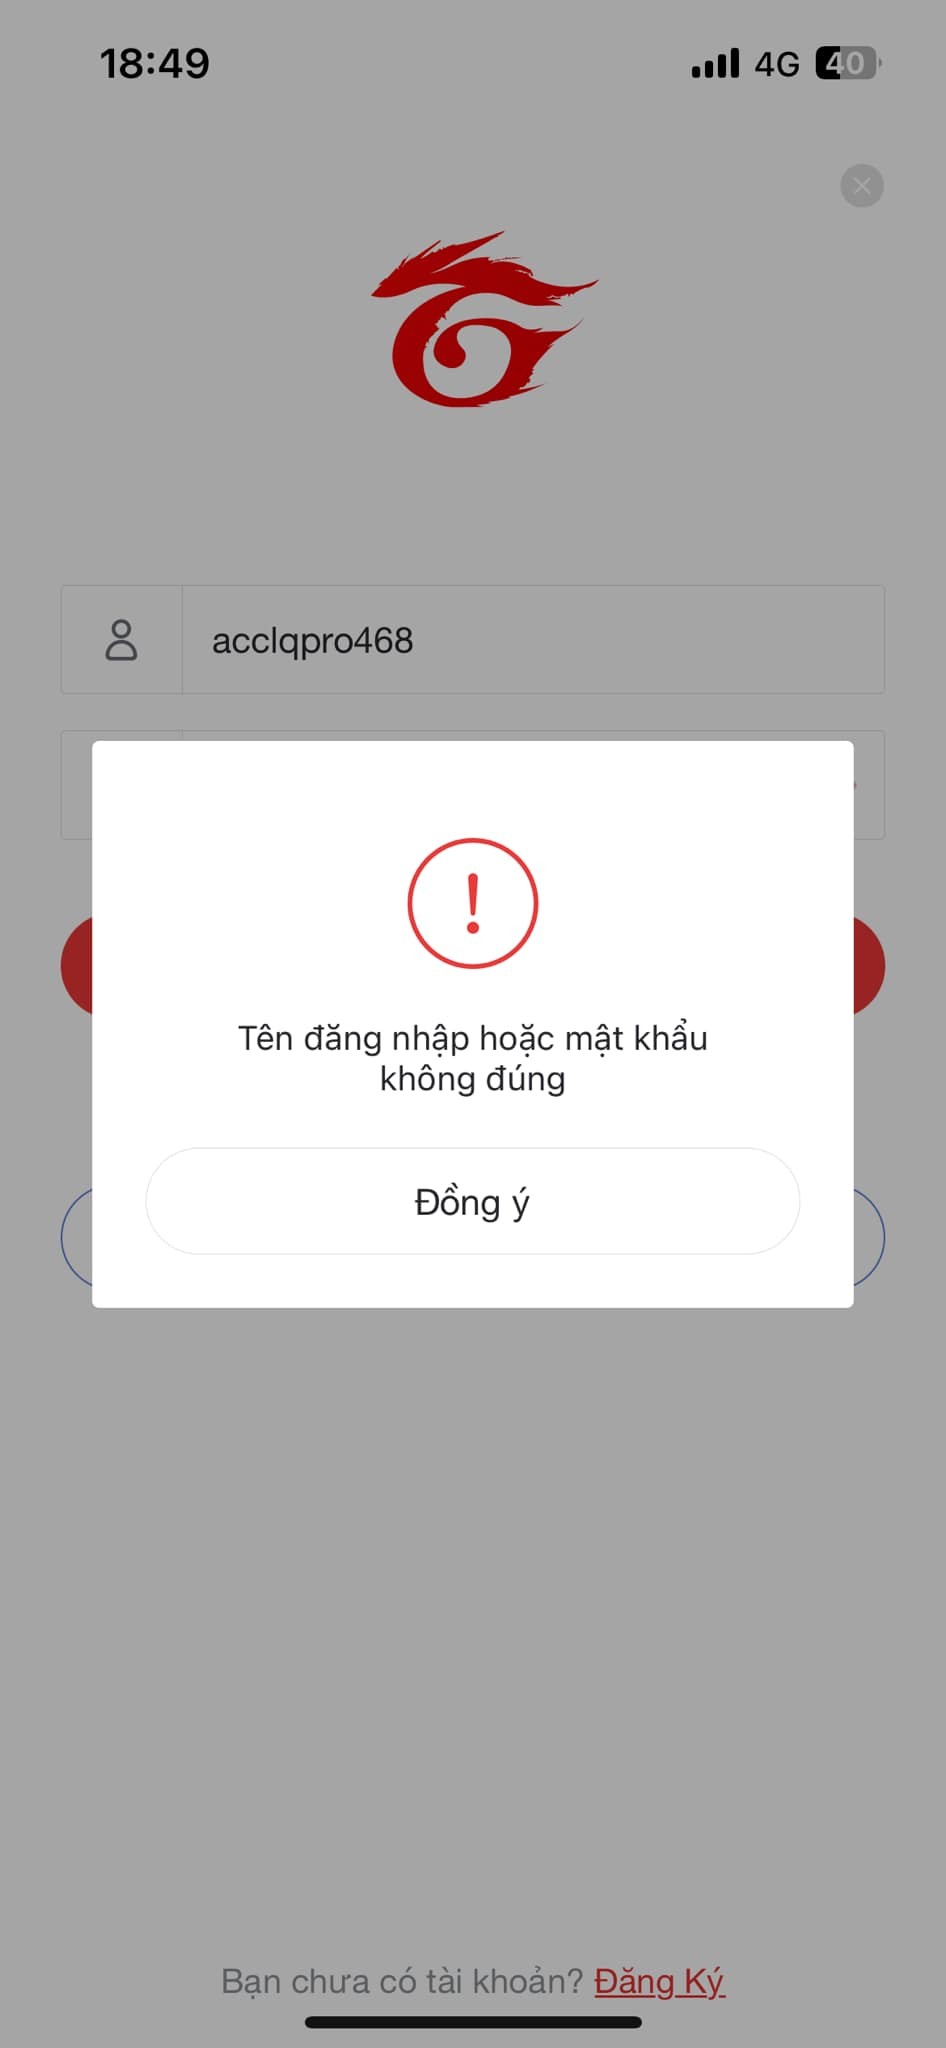 18:49
4G 40
acclqpro468
Tên đăng nhập hoặc mật khẩu
không đúng
Đồng ý
Bạn chưa có tài khoản? Đăng Ký